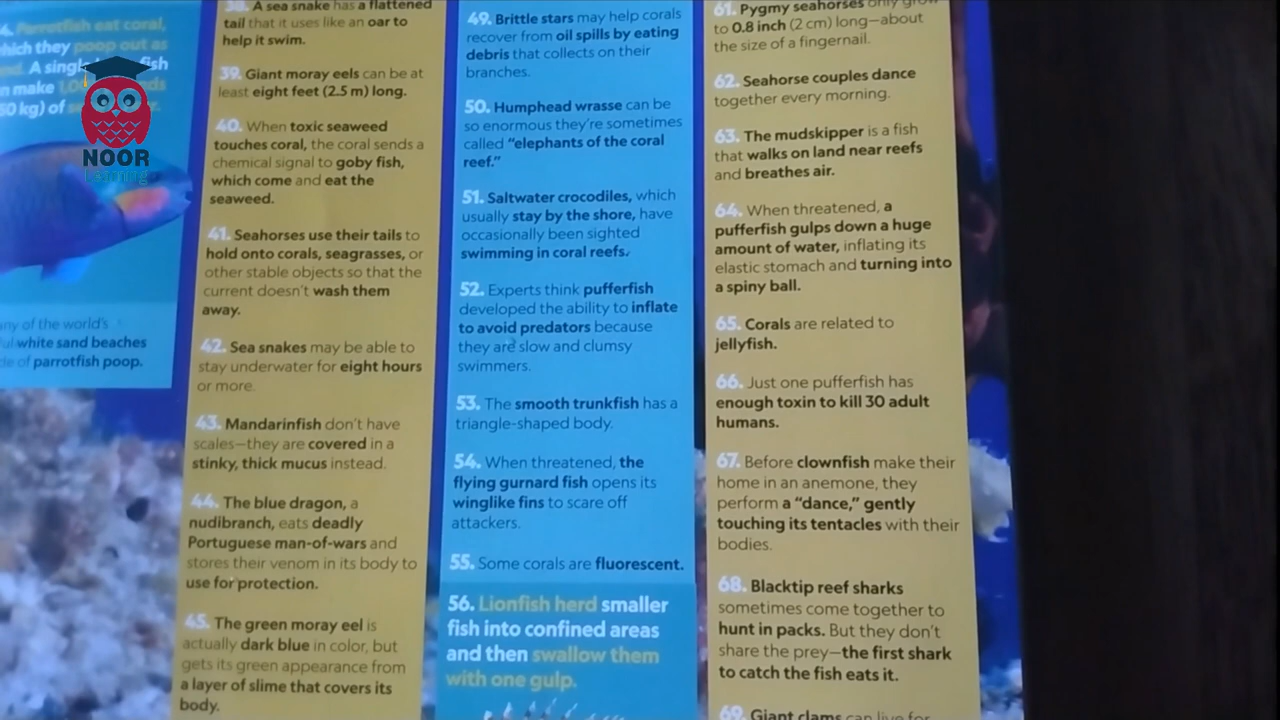 4. Parrotfish eat coral,
which they poop out as
A single fish
n make
50 kg) of
NOOR
Learning
any of the world's
white sand beaches
de of parrotfish poop.
38. A sea snake has a flattened
tail that it uses like an oar to
help it swim.
39. Giant moray eels can be at
least eight feet (2.5 m) long.
40. When toxic seaweed
touches coral, the coral sends a
chemical signal to goby fish,
which come and eat the
seaweed.
41. Seahorses use their tails to
hold onto corals, seagrasses, or
other stable objects so that the
current doesn't wash them
away.
42. Sea snakes may be able to
stay underwater for eight hours
or more.
43. Mandarinfish don't have
scales—they are covered in a
stinky, thick mucus instead.
44. The blue dragon, a
nudibranch, eats deadly
Portuguese man-of-wars and
stores their venom in its body to
use for protection.
45. The green moray eel is
actually dark blue in color, but
gets its green appearance from
a layer of slime that covers its
body.
49. Brittle stars may help corals
recover from oil spills by eating
debris that collects on their
branches.
50. Humphead wrasse can be
so enormous they're sometimes
called "elephants of the coral
reef."
51. Saltwater crocodiles, which
usually stay by the shore, have
occasionally been sighted
swimming in coral reefs.
52. Experts think pufferfish
developed the ability to inflate
to avoid predators because
they are slow and clumsy
swimmers.
53. The smooth trunkfish has a
triangle-shaped body.
54. When threatened, the
flying gurnard fish opens its
winglike fins to scare off
attackers.
55. Some corals are fluorescent.
56. Lionfish herd smaller
fish into confined areas
and then swallow them
with one gulp.
61. Pygmy seahorses only grow
to 0.8 inch (2 cm) long—about
the size of a fingernail.
62. Seahorse couples dance
together every morning.
63. The mudskipper is a fish
that walks on land near reefs
and breathes air.
64. When threatened, a
pufferfish gulps down a huge
amount of water, inflating its
elastic stomach and turning into
a spiny ball.
65. Corals are related to
jellyfish.
66. Just one pufferfish has
enough toxin to kill 30 adult
humans.
67. Before clownfish make their
home in an anemone, they
perform a "dance," gently
touching its tentacles with their
bodies.
68. Blacktip reef sharks
sometimes come together to
hunt in packs. But they don't
share the prey—the first shark
to catch the fish eats it.
69. Giant clams can live for